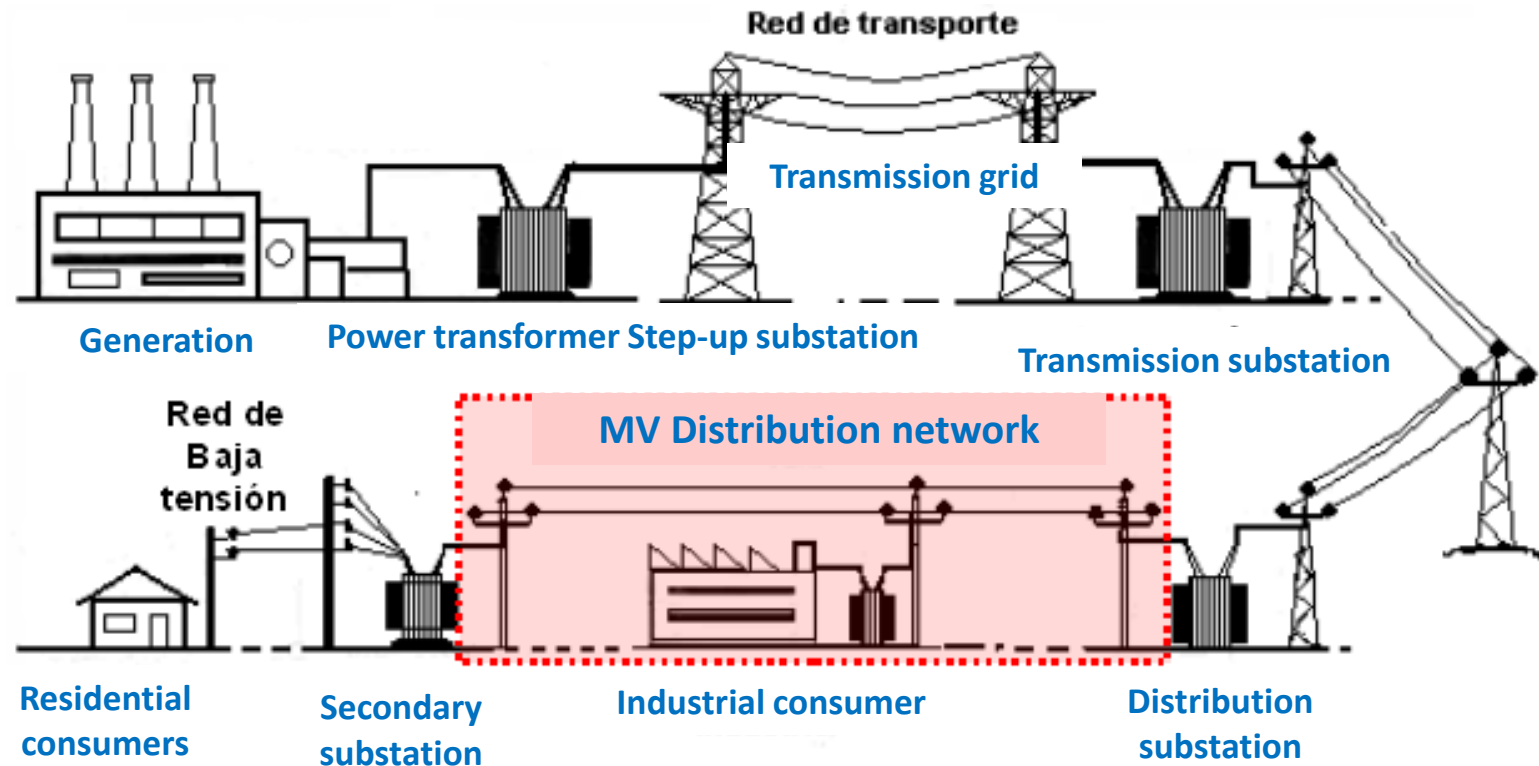 Red de transporte
Transmission grid
Generation
Power transformer Step-up substation
Transmission substation
Red de
Baja
tensión
MV Distribution network
Residential
consumers
Secondary
substation
Industrial consumer
Distribution
substation